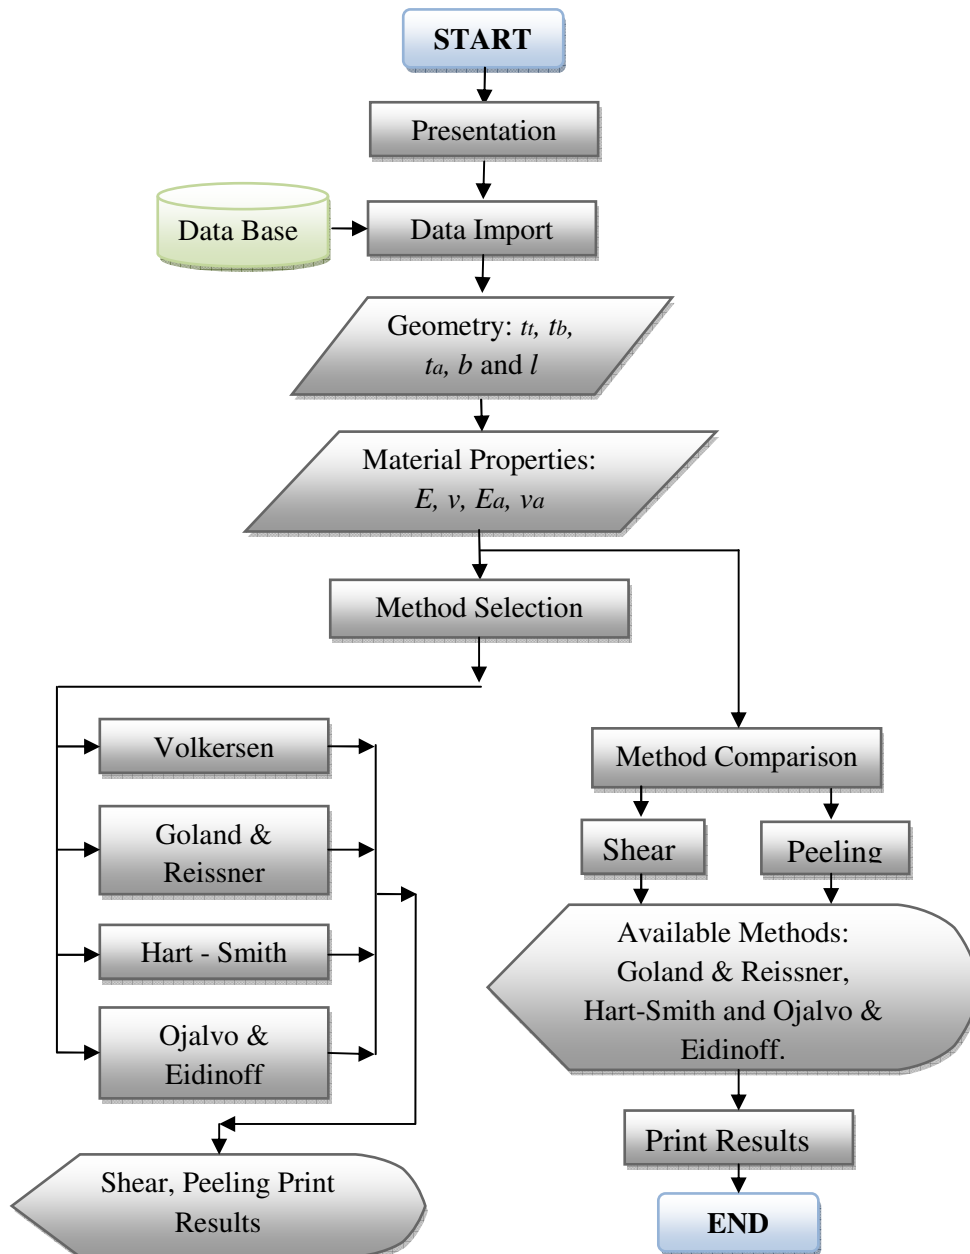 START
Presentation
Data Base
Data Import
Geometry: tt, tb,
ta, b and l
Material Properties:
E, ν, Ea, νa
Method Selection
Volkersen
Goland &
Reissner
Hart - Smith
Ojalvo &
Eidinoff
Shear, Peeling Print
Results
Method Comparison
Shear
Peeling
Available Methods:
Goland & Reissner,
Hart-Smith and Ojalvo &
Eidinoff.
Print Results
END